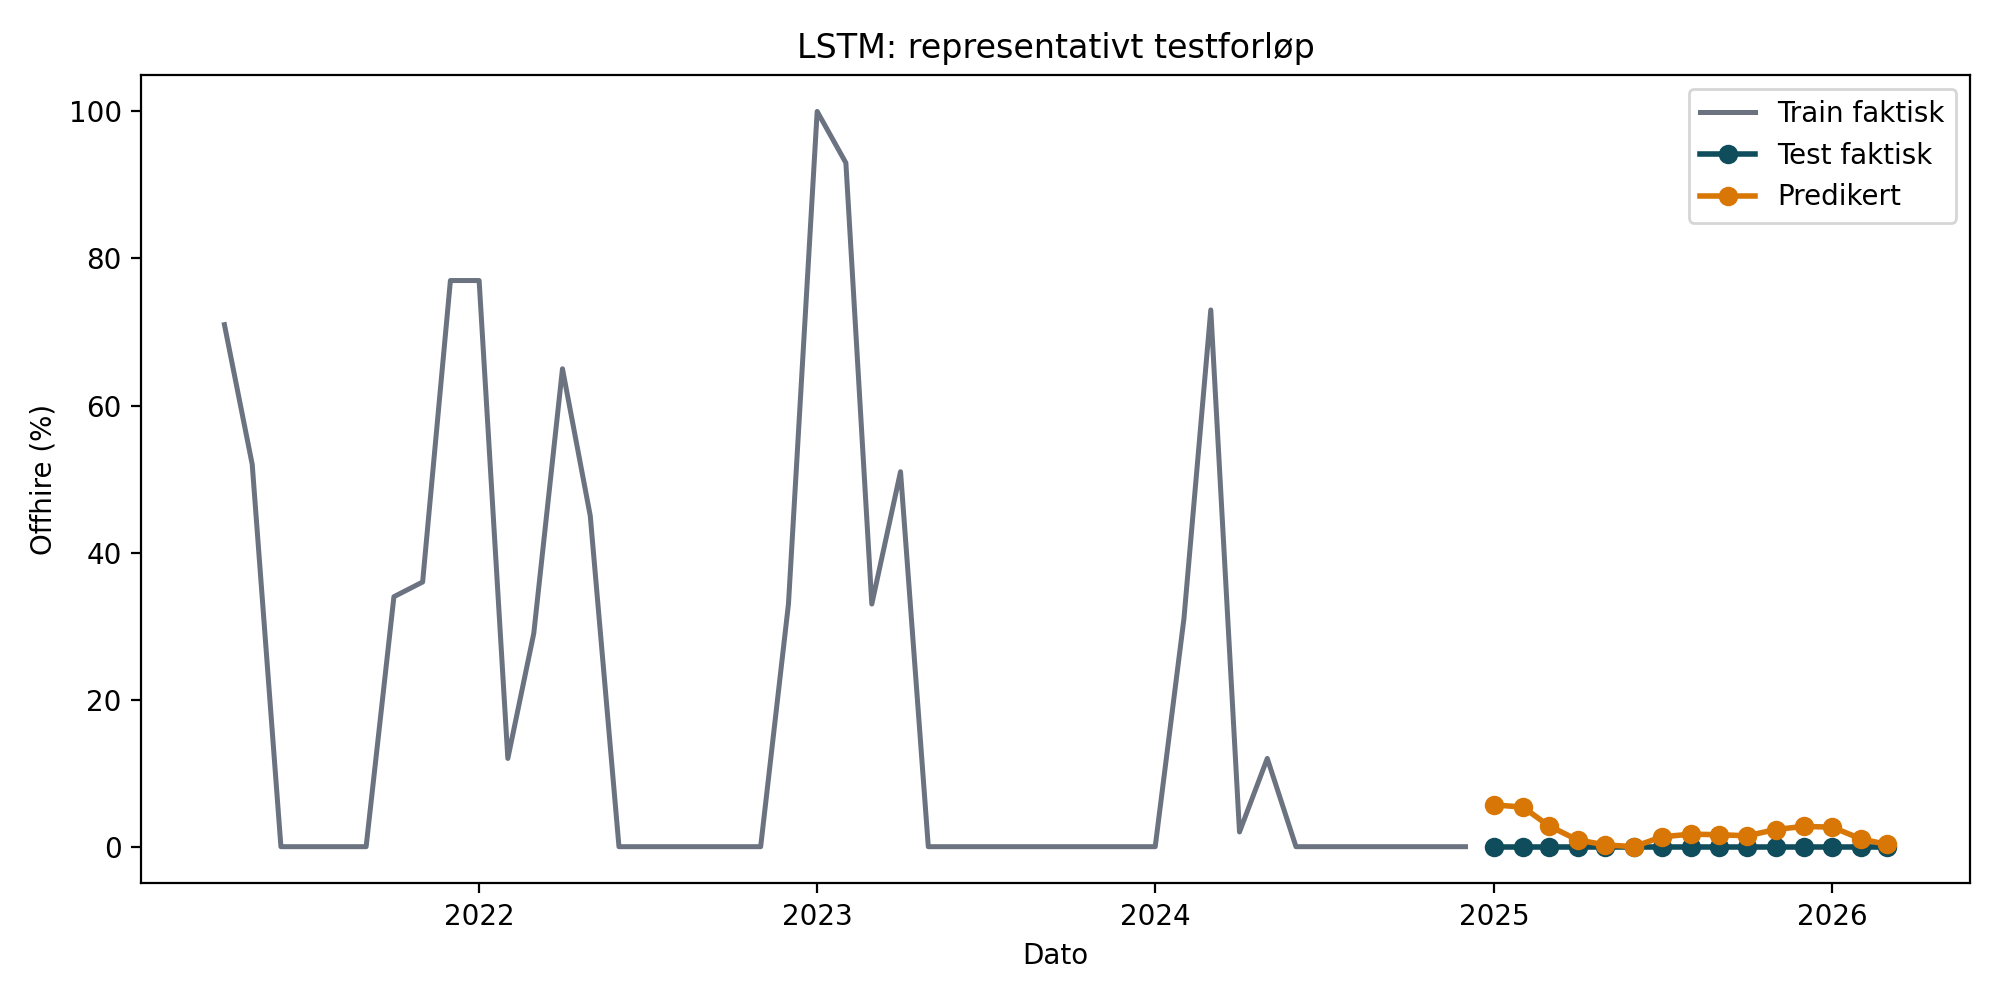 LSTM: representativt testforløp
Train faktisk
Test faktisk
Predikert
100
80
60
40
20
0
Offhire (%)
2022
2023
2024
2025
2026
Dato